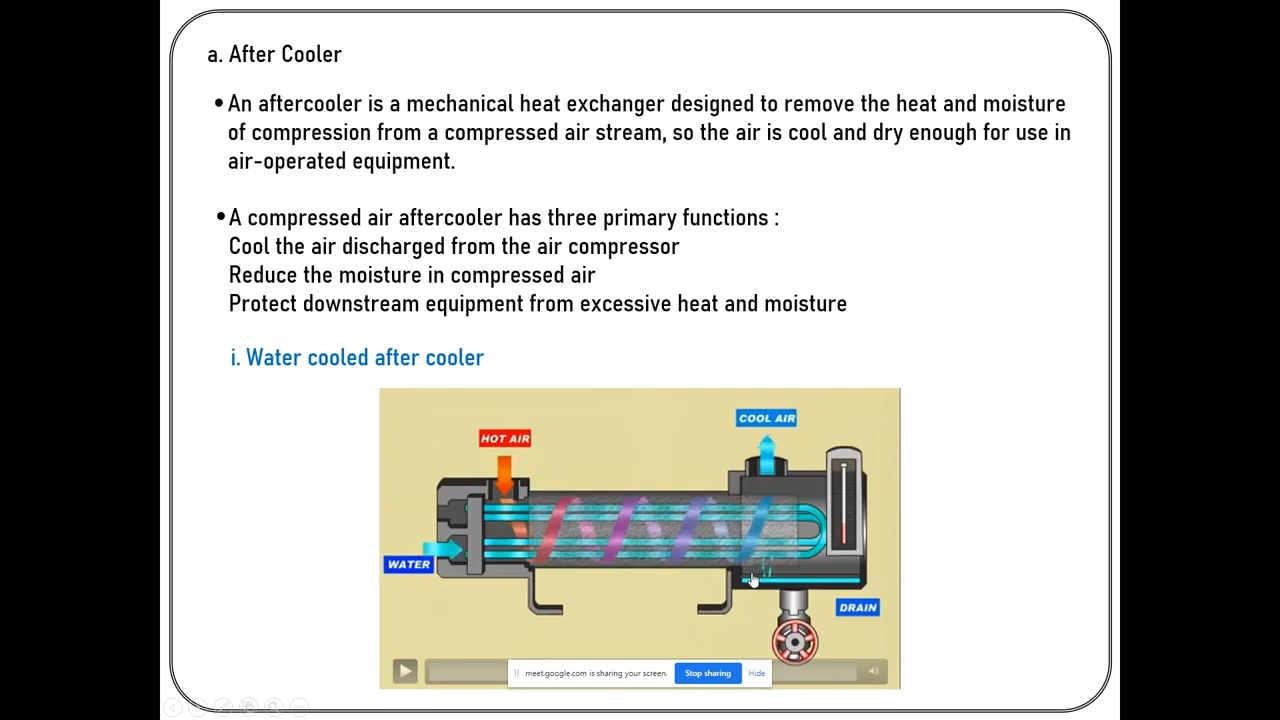 a. After Cooler
• An aftercooler is a mechanical heat exchanger designed to remove the heat and moisture
of compression from a compressed air stream, so the air is cool and dry enough for use in
air-operated equipment.
• A compressed air aftercooler has three primary functions :
Cool the air discharged from the air compressor
Reduce the moisture in compressed air
Protect downstream equipment from excessive heat and moisture
i. Water cooled after cooler
COOL AIR
HOT AIR
WATER
DRAIN
meet.google.com is sharing your screen. Stop sharing Hide